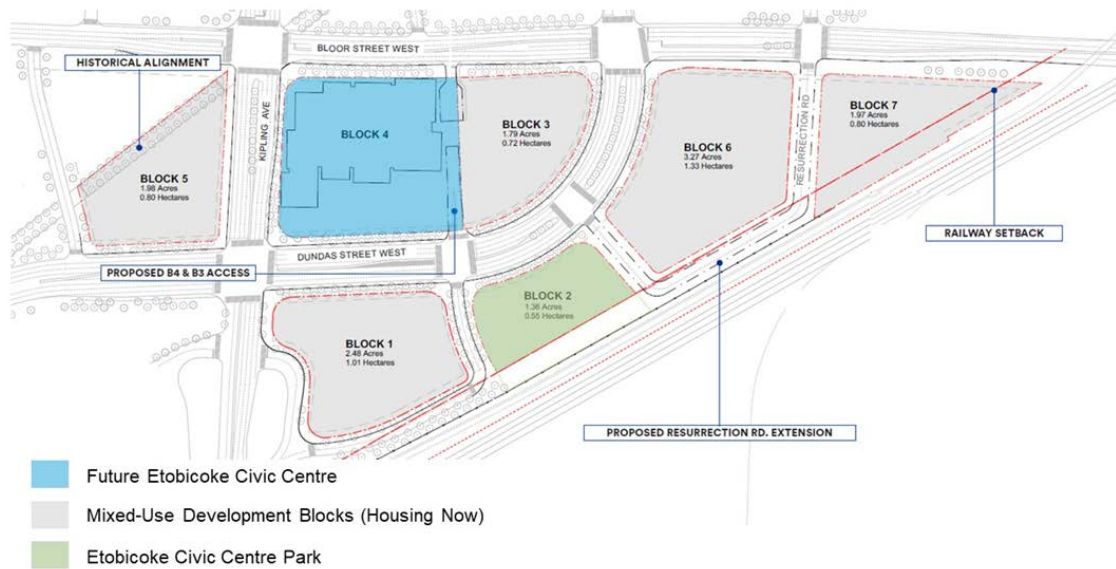 BLOOR STREET WEST
HISTORICAL ALIGNMENT
KIPLING AVE
BLOCK 4
BLOCK 3
1.79 Acres
0.72 Hectares
RESURRECTION RD
BLOCK 7
1.97 Acres
0.80 Hectares
BLOCK 6
3.27 Acres
1.33 Hectares
BLOCK 5
1.98 Acres
0.80 Hectares
RAILWAY SETBACK
DUNDAS STREET WEST
PROPOSED B4 & B3 ACCESS
BLOCK 2
1.36 Acres
0.55 Hectares
BLOCK 1
2.48 Acres
1.01 Hectares
PROPOSED RESURRECTION RD. EXTENSION
Future Etobicoke Civic Centre
Mixed-Use Development Blocks (Housing Now)
Etobicoke Civic Centre Park